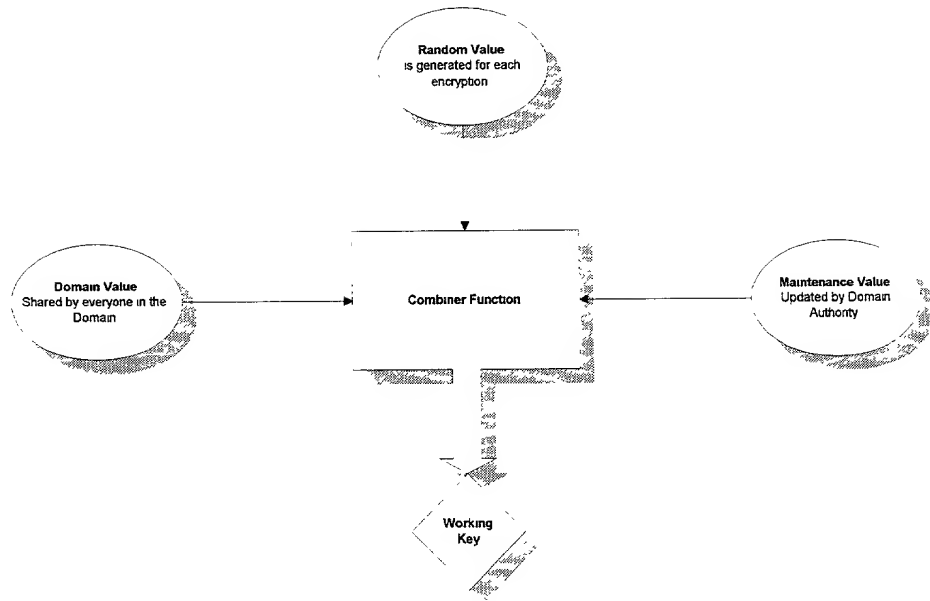 Random Value
is generated for each
encryption
Domain Value
Shared by everyone in the
Domain
Combiner Function
Maintenance Value
Updated by Domain
Authority
Working
Key